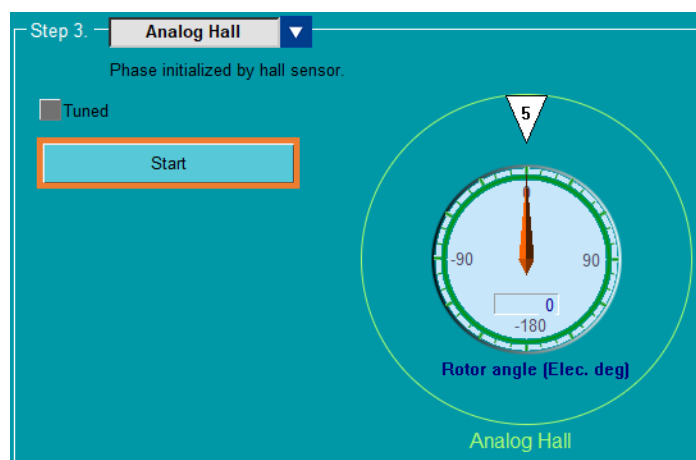 Step 3.
Analog Hall
Phase initialized by hall sensor.
Tuned
Start
5
0
-90
90
0
-180
Rotor angle (Elec. deg)
Analog Hall